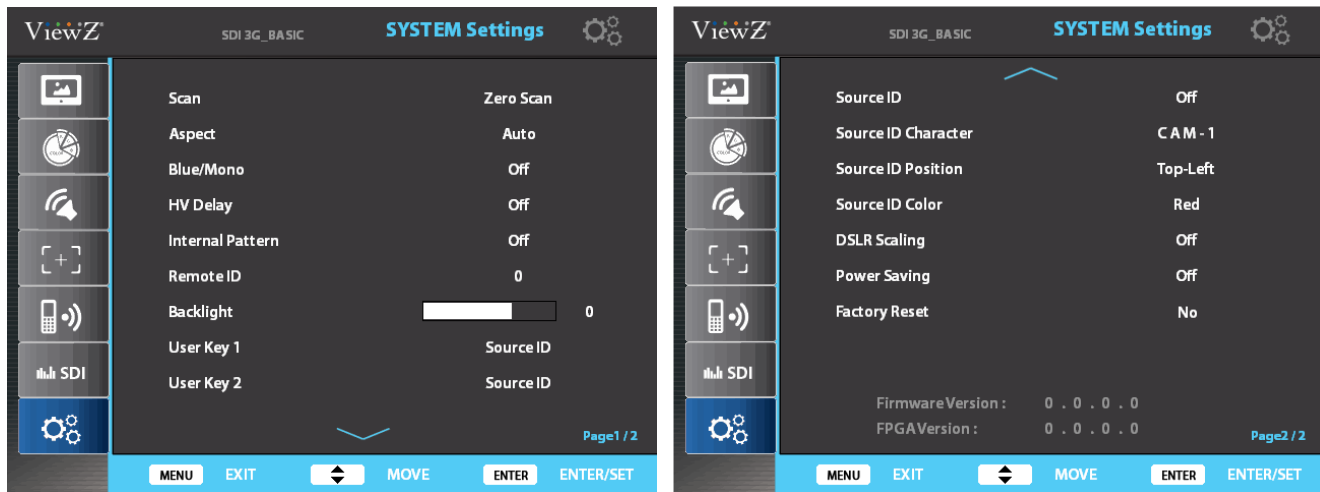 ViewZ SDI 3G_BASIC SYSTEM Settings
Scan Zero Scan
Aspect Auto
COLOR
Blue/Mono Off
HV Delay Off
Internal Pattern Off
Remote ID 0
Backlight 0
User Key 1 Source ID
SDI
User Key 2 Source ID
Page1 / 2
MENU EXIT MOVE ENTER ENTER/SET
ViewZ SDI 3G_BASIC SYSTEM Settings
Source ID Off
Source ID Character C A M - 1
COLOR
Source ID Position Top-Left
Source ID Color Red
DSLR Scaling Off
Power Saving Off
Factory Reset No
SDI
Firmware Version : 0 . 0 . 0 . 0
FPGA Version : 0 . 0 . 0 . 0
Page2 / 2
MENU EXIT MOVE ENTER ENTER/SET